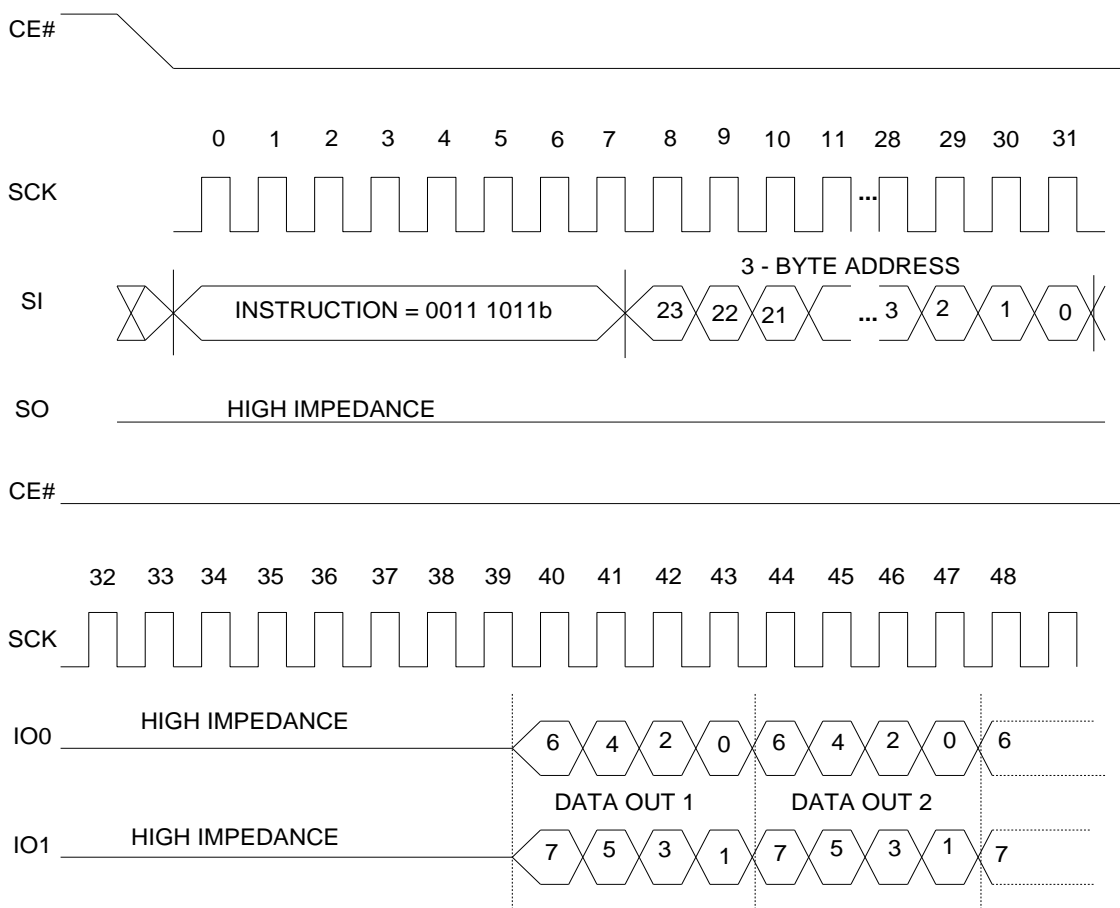 CE#
0 1 2 3 4 5 6 7 8 9 10 11 28 29 30 31
SCK ...
3 - BYTE ADDRESS
SI INSTRUCTION = 0011 1011b 23 22 21 ... 3 2 1 0
SO HIGH IMPEDANCE
CE#
32 33 34 35 36 37 38 39 40 41 42 43 44 45 46 47 48
SCK
IO0 HIGH IMPEDANCE 6 4 2 0 6 4 2 0 6
DATA OUT 1 DATA OUT 2
IO1 HIGH IMPEDANCE 7 5 3 1 7 5 3 1 7